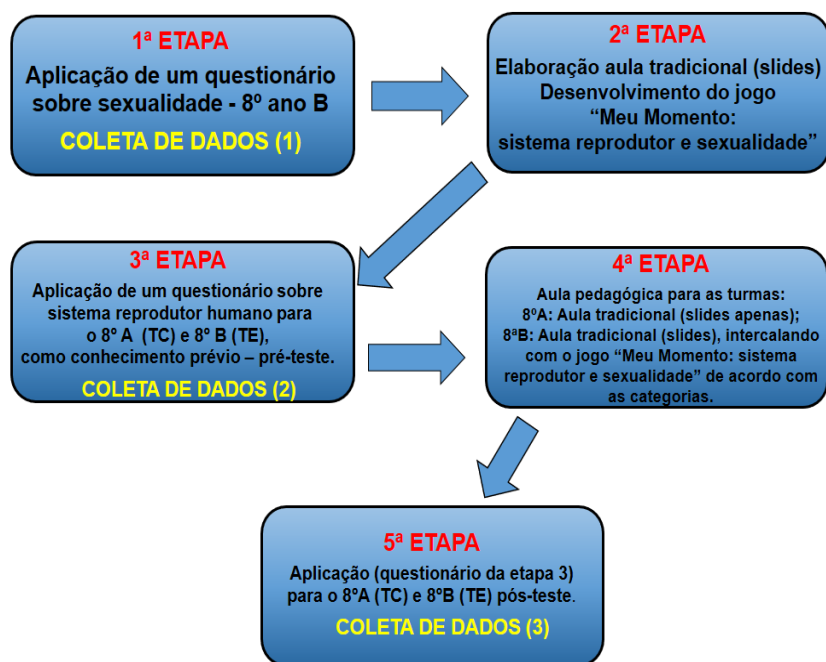 1ª ETAPA
Aplicação de um questionário
sobre sexualidade - 8º ano B
COLETA DE DADOS (1)
2ª ETAPA
Elaboração aula tradicional (slides)
Desenvolvimento do jogo
“Meu Momento:
sistema reprodutor e sexualidade”
3ª ETAPA
Aplicação de um questionário sobre
sistema reprodutor humano para
o 8º A (TC) e 8º B (TE),
como conhecimento prévio – pré-teste.
COLETA DE DADOS (2)
4ª ETAPA
Aula pedagógica para as turmas:
8ºA: Aula tradicional (slides apenas);
8ªB: Aula tradicional (slides), intercalando
com o jogo “Meu Momento: sistema
reprodutor e sexualidade” de acordo com
as categorias.
5ª ETAPA
Aplicação (questionário da etapa 3)
para o 8ºA (TC) e 8ºB (TE) pós-teste.
COLETA DE DADOS (3)